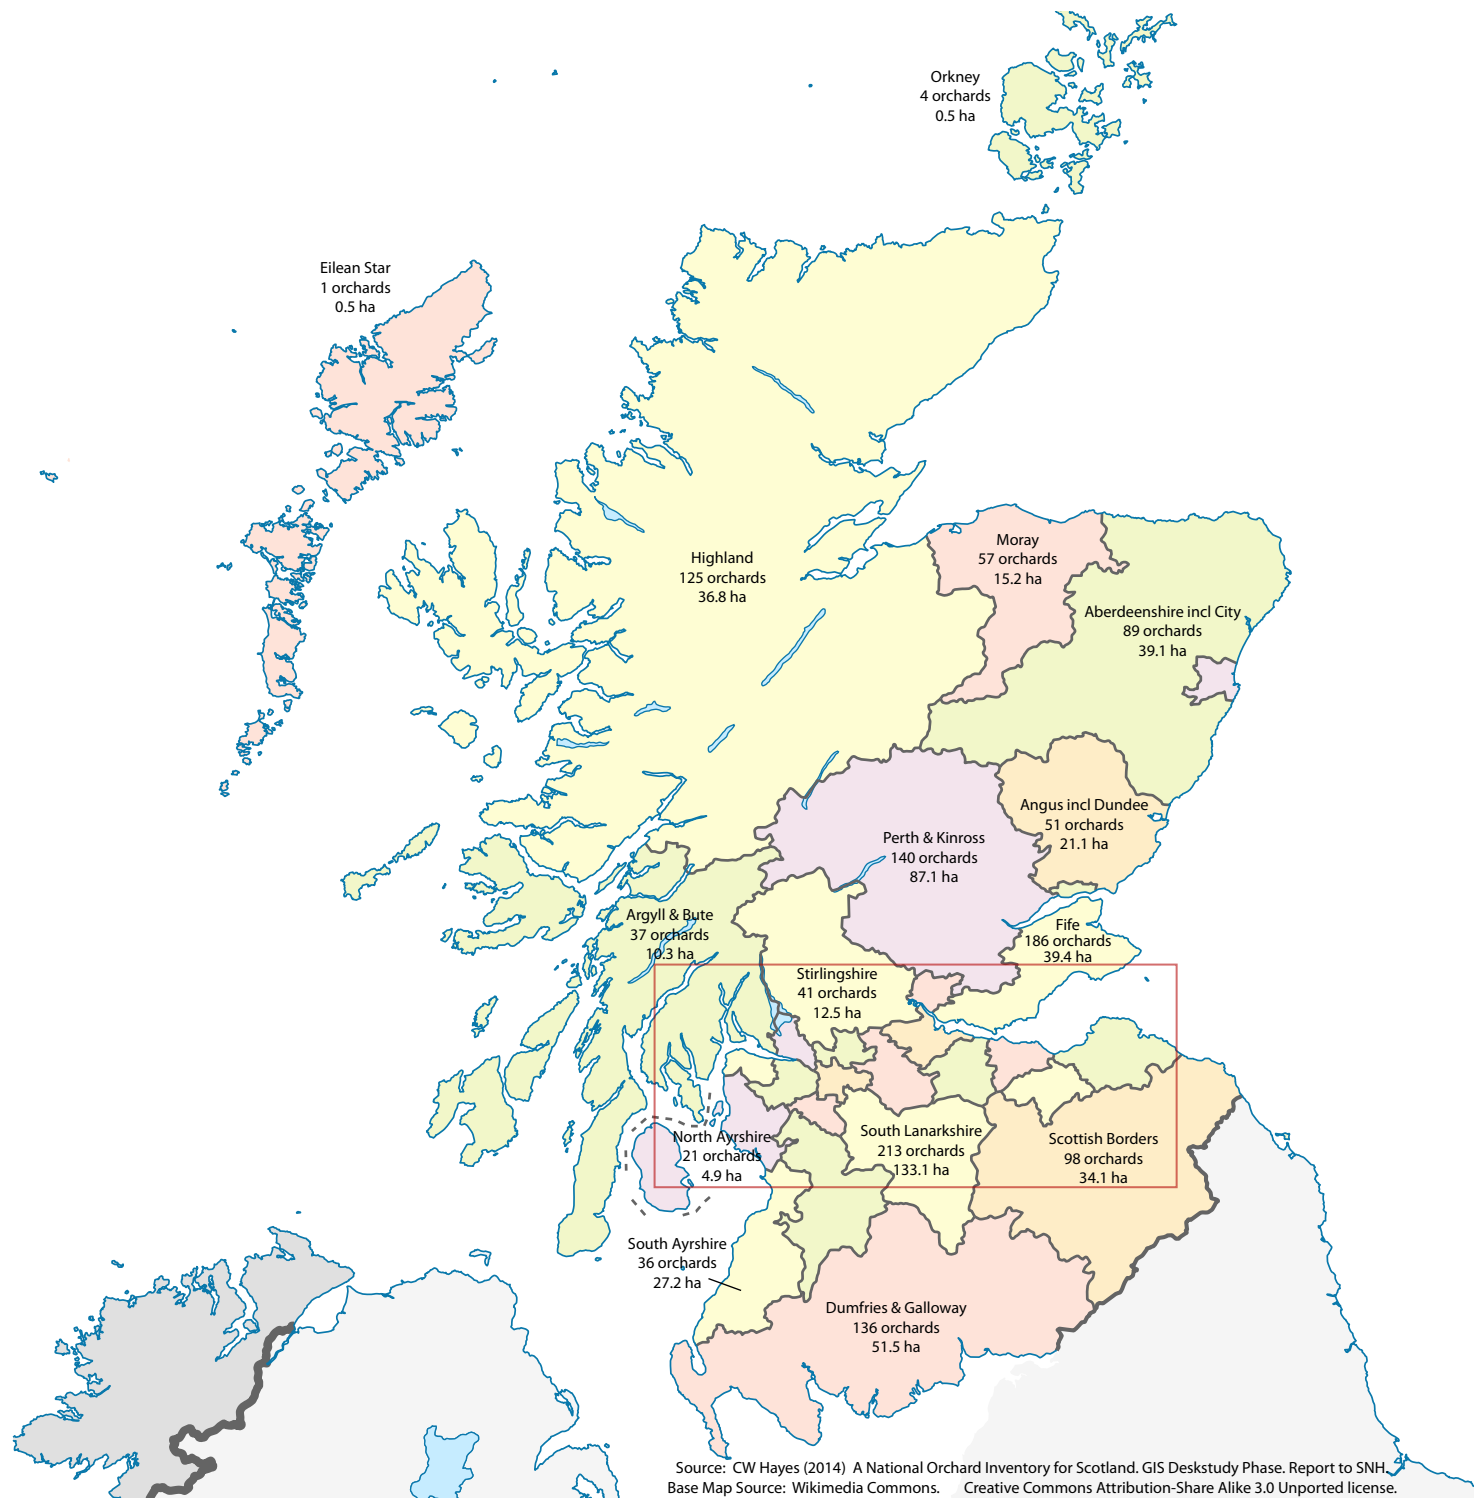 Orkney
4 orchards
0.5 ha
Eilean Star
1 orchards
0.5 ha
Highland
125 orchards
36.8 ha
Moray
57 orchards
15.2 ha
Aberdeenshire incl City
89 orchards
39.1 ha
Angus incl Dundee
51 orchards
21.1 ha
Perth & Kinross
140 orchards
87.1 ha
Argyll & Bute
37 orchards
10.3 ha
Fife
186 orchards
39.4 ha
Stirlingshire
41 orchards
12.5 ha
North Ayrshire
21 orchards
4.9 ha
South Lanarkshire
213 orchards
133.1 ha
Scottish Borders
98 orchards
34.1 ha
South Ayrshire
36 orchards
27.2 ha
Dumfries & Galloway
136 orchards
51.5 ha
Source: CW Hayes (2014) A National Orchard Inventory for Scotland. GIS Deskstudy Phase. Report to SNH.
Base Map Source: Wikimedia Commons. Creative Commons Attribution-Share Alike 3.0 Unported license.